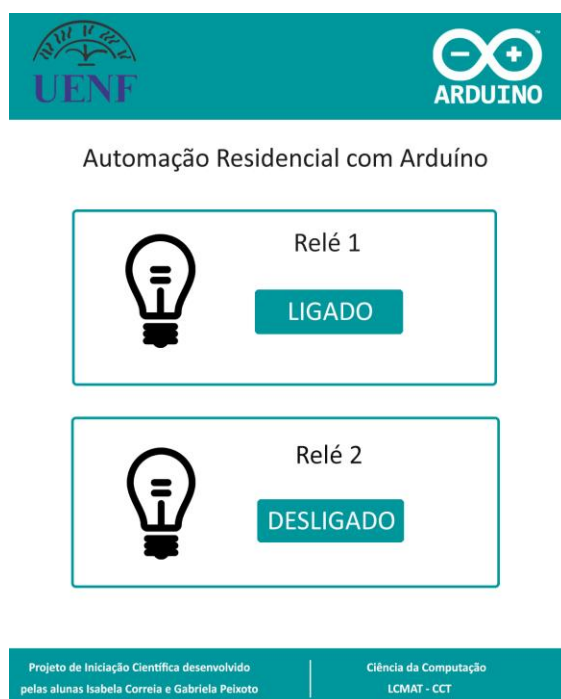 UENF
ARDUINO
Automação Residencial com Arduíno
Relé 1
LIGADO
Relé 2
DESLIGADO
Projeto de Iniciação Científica desenvolvido
pelas alunas Isabela Correia e Gabriela Peixoto
Ciência da Computação
LCMAT - CCT